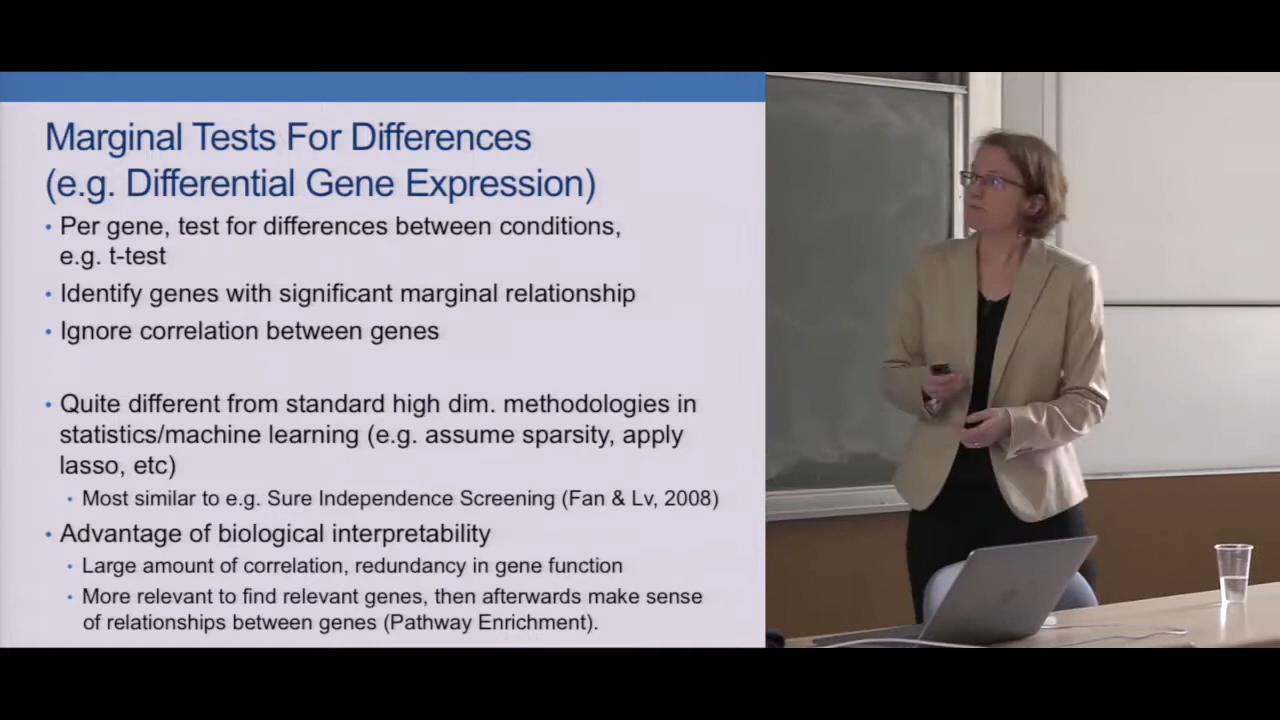 Marginal Tests For Differences
(e.g. Differential Gene Expression)
• Per gene, test for differences between conditions,
e.g. t-test
• Identify genes with significant marginal relationship
• Ignore correlation between genes
• Quite different from standard high dim. methodologies in
statistics/machine learning (e.g. assume sparsity, apply
lasso, etc)
• Most similar to e.g. Sure Independence Screening (Fan & Lv, 2008)
• Advantage of biological interpretability
• Large amount of correlation, redundancy in gene function
• More relevant to find relevant genes, then afterwards make sense
of relationships between genes (Pathway Enrichment).